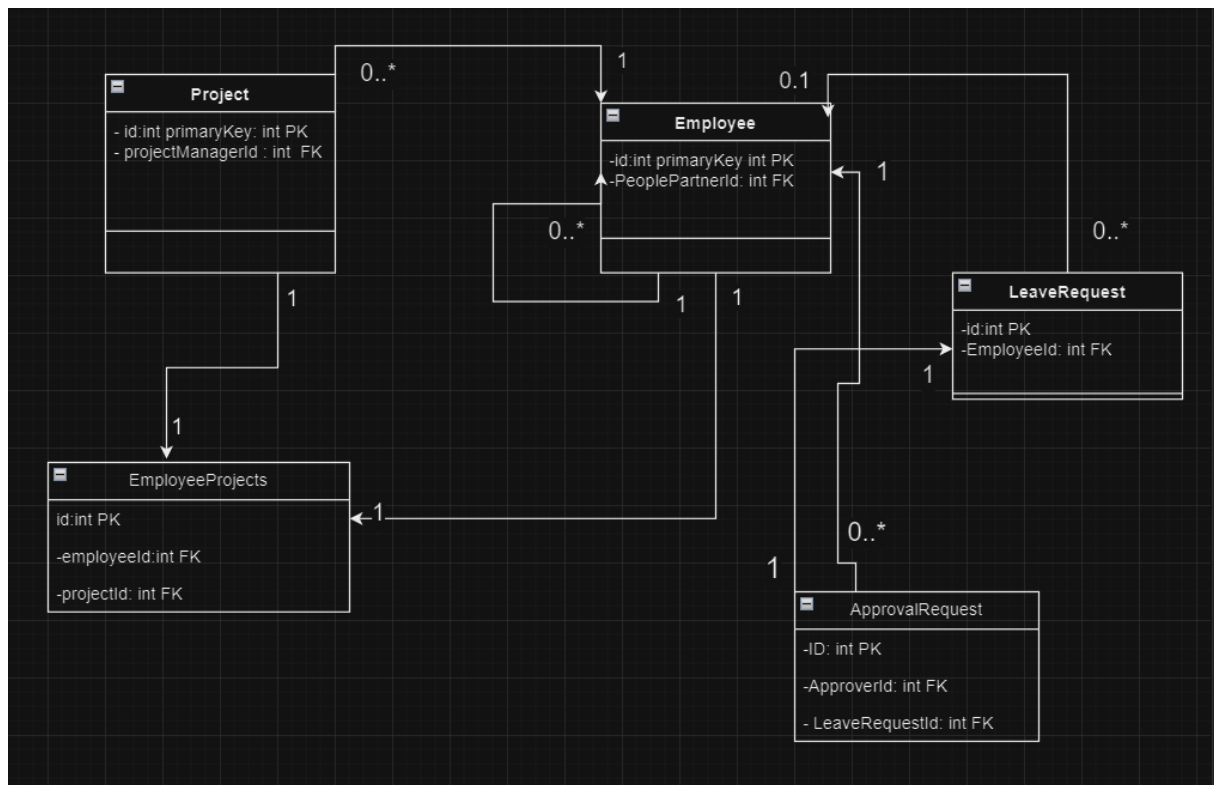 0..*
1
0.1
Project
- id:int primaryKey: int PK
- projectManagerId : int  FK
Employee
-id:int primaryKey int PK
-PeoplePartnerId: int FK
1
0..*
0..*
1
1
1
LeaveRequest
-id:int PK
-EmployeeId: int FK
1
1
EmployeeProjects
id:int PK
-employeeId:int FK
-projectId: int FK
1
0..*
1
ApprovalRequest
-ID: int PK
-ApproverId: int FK
- LeaveRequestId: int FK